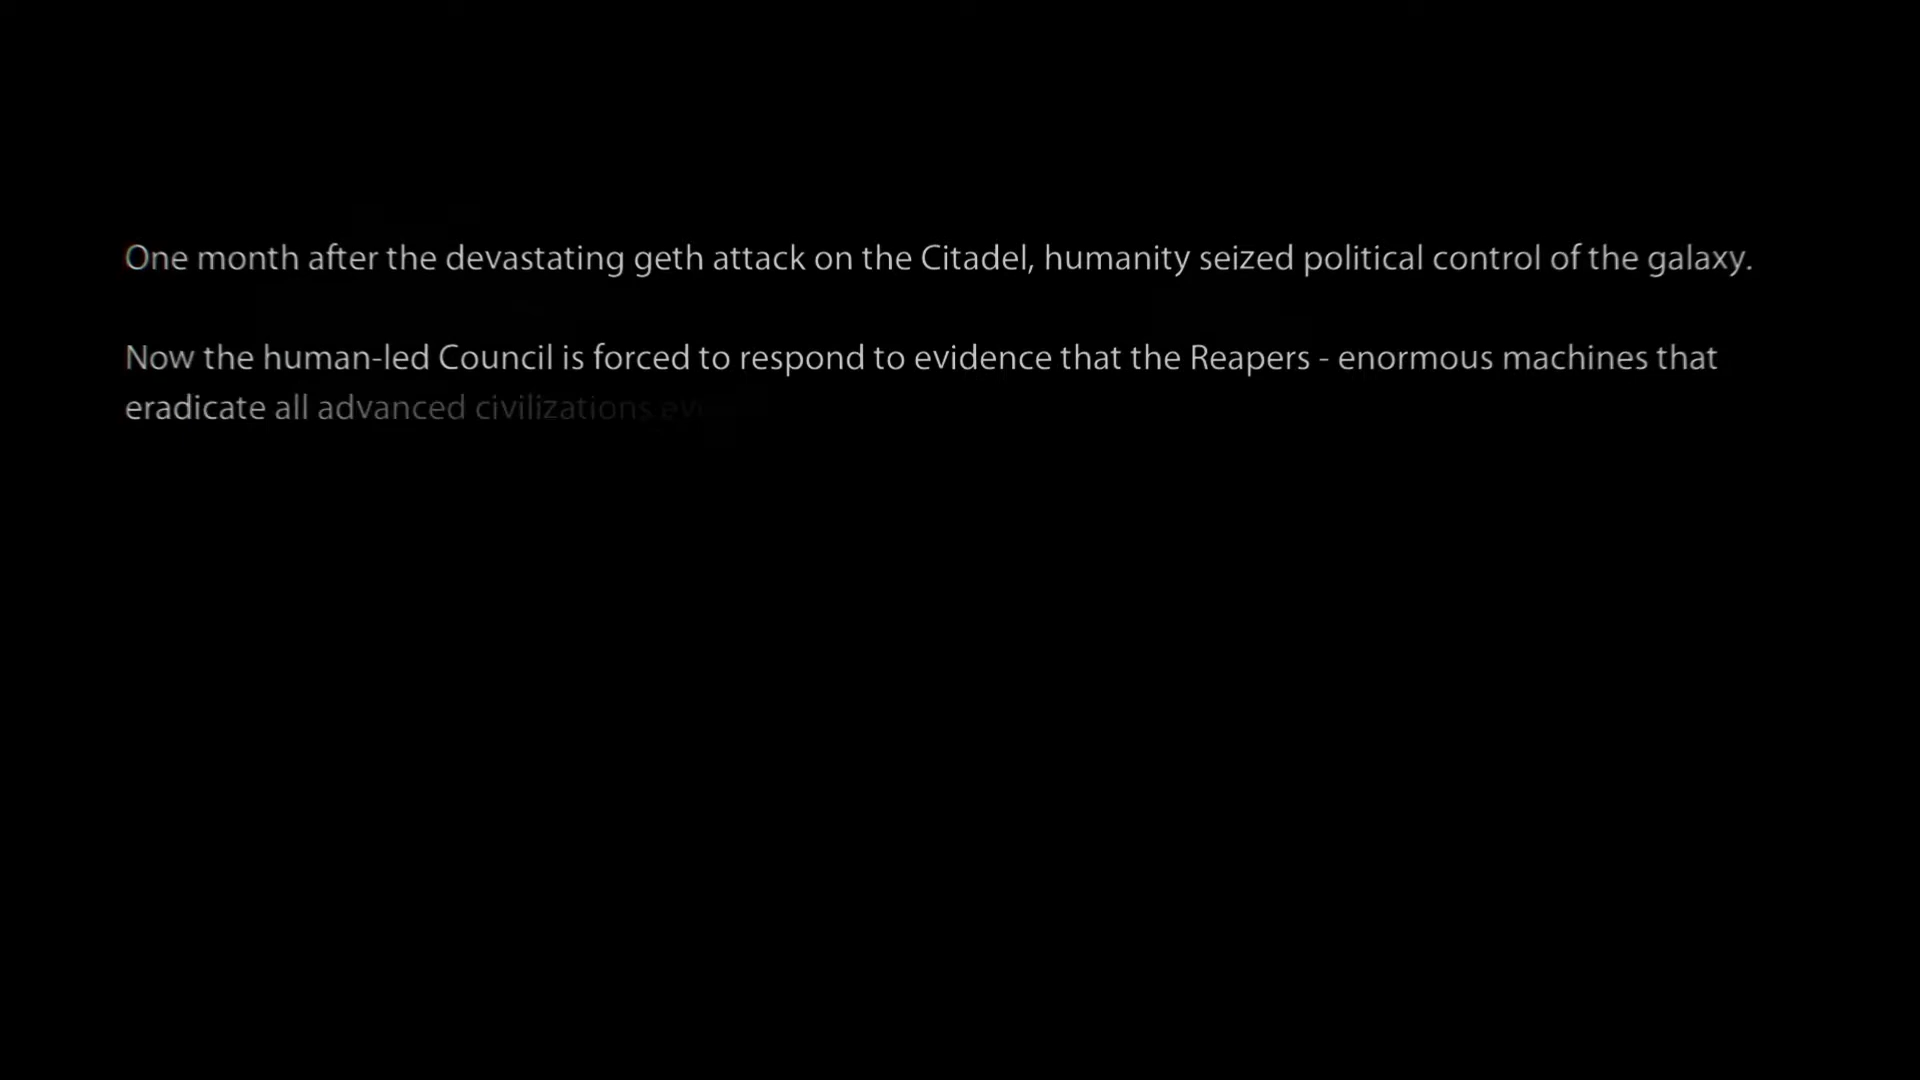 One month after the devastating geth attack on the Citadel, humanity seized political control of the galaxy.
Now the human-led Council is forced to respond to evidence that the Reapers - enormous machines that
eradicate all advanced civilizations